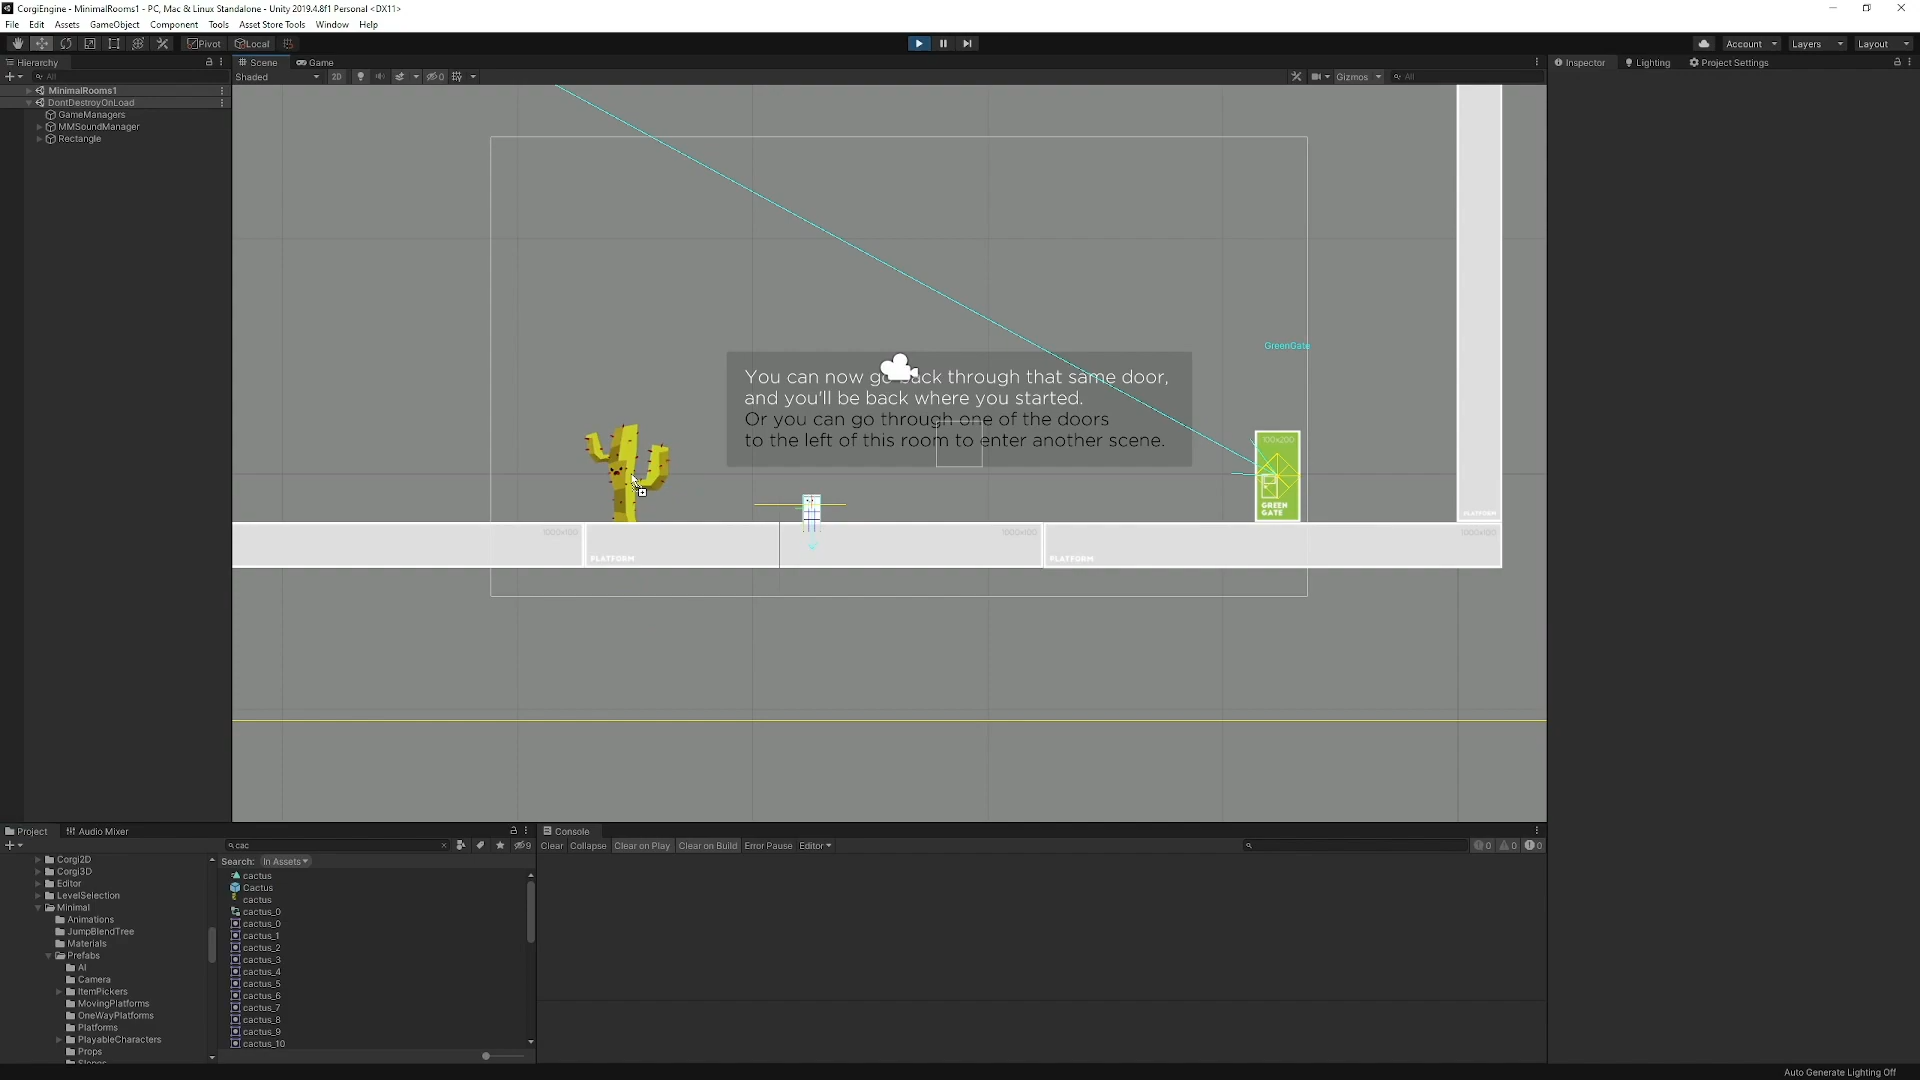 CorgiEngine - MinimalRooms1 - PC, Mac & Linux Standalone - Unity 2019.4.8f1 Personal <DX11>
File Edit Assets GameObject Component Tools Asset Store Tools Window Help
Pivot Local Account Layers Layout
Hierarchy
All
MinimalRooms1
DontDestroyOnLoad
GameManagers
MMSoundManager
Rectangle
Scene Game
Shaded 2D 0 Gizmos All
GreenGate
You can now go back through that same door,
and you'll be back where you started.
Or you can go through one of the doors
to the left of this room to enter another scene.
100x200
GREEN
GATE
PLATFORM
1000x100 1000x100 1000x100
PLATFORM PLATFORM
Inspector Lighting Project Settings
Project Audio Mixer
cac
9
Corgi2D
Corgi3D
Editor
LevelSelection
Minimal
Animations
JumpBlendTree
Materials
Prefabs
AI
Camera
ItemPickers
MovingPlatforms
OneWayPlatforms
Platforms
PlayableCharacters
Props
Slopes
Search: In Assets
cactus
Cactus
cactus
cactus_0
cactus_0
cactus_1
cactus_2
cactus_3
cactus_4
cactus_5
cactus_6
cactus_7
cactus_8
cactus_9
cactus_10
Console
Clear Collapse Clear on Play Clear on Build Error Pause Editor 0 0 0
Auto Generate Lighting Off